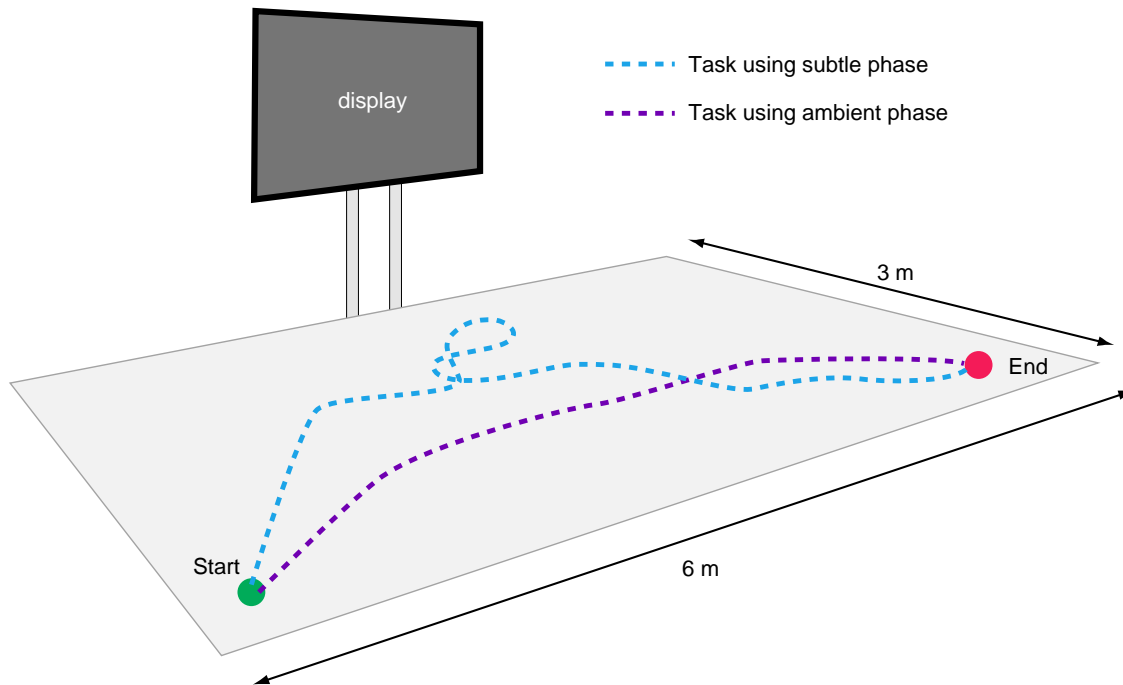 display
Task using subtle phase
Task using ambient phase
3 m
End
Start
6 m